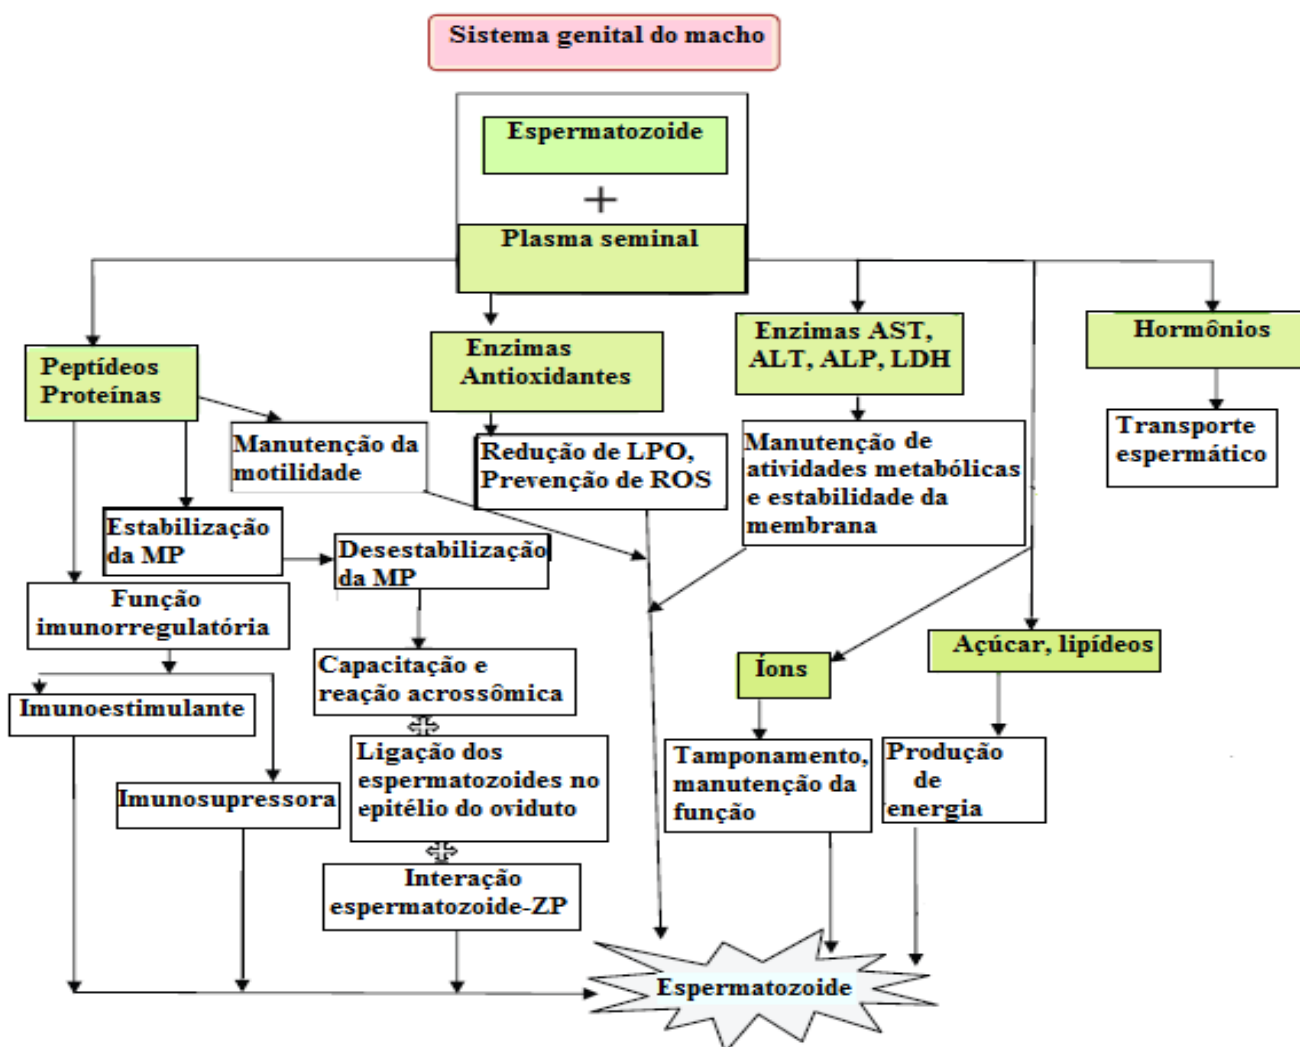 Sistema genital do macho
Espermatozoide
+
Plasma seminal
Peptídeos
Proteínas
Enzimas
Antioxidantes
Enzimas AST,
ALT, ALP, LDH
Hormônios
Manutenção da
motilidade
Redução de LPO,
Prevenção de ROS
Manutenção de
atividades metabólicas
e estabilidade da
membrana
Transporte
espermático
Estabilização
da MP
Desestabilização
da MP
Função
imunorregulatória
Capacitação e
reação acrossômica
Íons
Açúcar, lipídeos
Imunoestimulante
Ligação dos
espermatozoides no
epitélio do oviduto
Tamponamento,
manutenção da
função
Produção
de
energia
Imunosupressora
Interação
espermatozoide-ZP
Espermatozoide